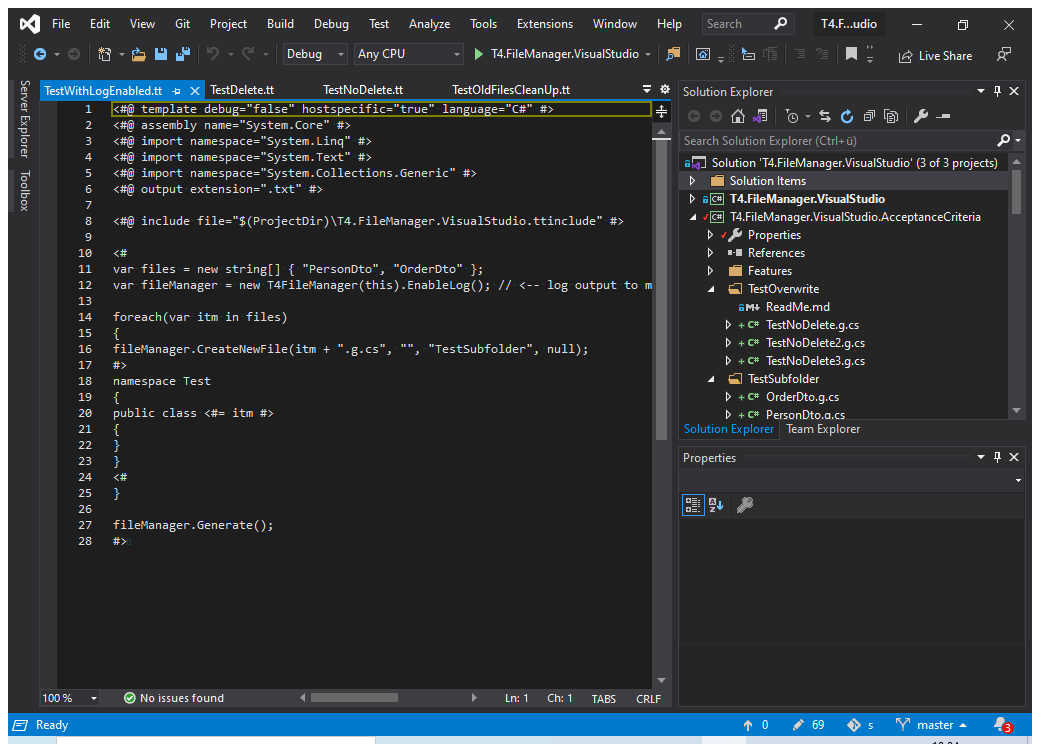 File Edit View Git Project Build Debug Test Analyze Tools Extensions Window Help Search T4.F...udio
Debug Any CPU T4.FileManager.VisualStudio Live Share
Server Explorer
Toolbox
TestWithLogEnabled.tt TestDelete.tt TestNoDelete.tt TestOldFilesCleanUp.tt
1 <#@ template debug="false" hostspecific="true" language="C#" #>
2 <#@ assembly name="System.Core" #>
3 <#@ import namespace="System.Linq" #>
4 <#@ import namespace="System.Text" #>
5 <#@ import namespace="System.Collections.Generic" #>
6 <#@ output extension=".txt" #>
7
8 <#@ include file="$(ProjectDir)\T4.FileManager.VisualStudio.ttinclude" #>
9
10 <#
11 var files = new string[] { "PersonDto", "OrderDto" };
12 var fileManager = new T4FileManager(this).EnableLog(); // <-- log output to m
13
14 foreach(var itm in files)
15 {
16 fileManager.CreateNewFile(itm + ".g.cs", "", "TestSubfolder", null);
17 #>
18 namespace Test
19 {
20 public class <#= itm #>
21 {
22 }
23 }
24 <#
25 }
26
27 fileManager.Generate();
28 #>
100 % No issues found Ln: 1 Ch: 1 TABS CRLF
Solution Explorer
Search Solution Explorer (Ctrl+ü)
Solution 'T4.FileManager.VisualStudio' (3 of 3 projects)
Solution Items
C# T4.FileManager.VisualStudio
C# T4.FileManager.VisualStudio.AcceptanceCriteria
Properties
References
Features
TestOverwrite
M ReadMe.md
+ C# TestNoDelete.g.cs
+ C# TestNoDelete2.g.cs
+ C# TestNoDelete3.g.cs
TestSubfolder
+ C# OrderDto.g.cs
+ C# PersonDto.g.cs
Solution Explorer Team Explorer
Properties
Ready 0 69 s master 3